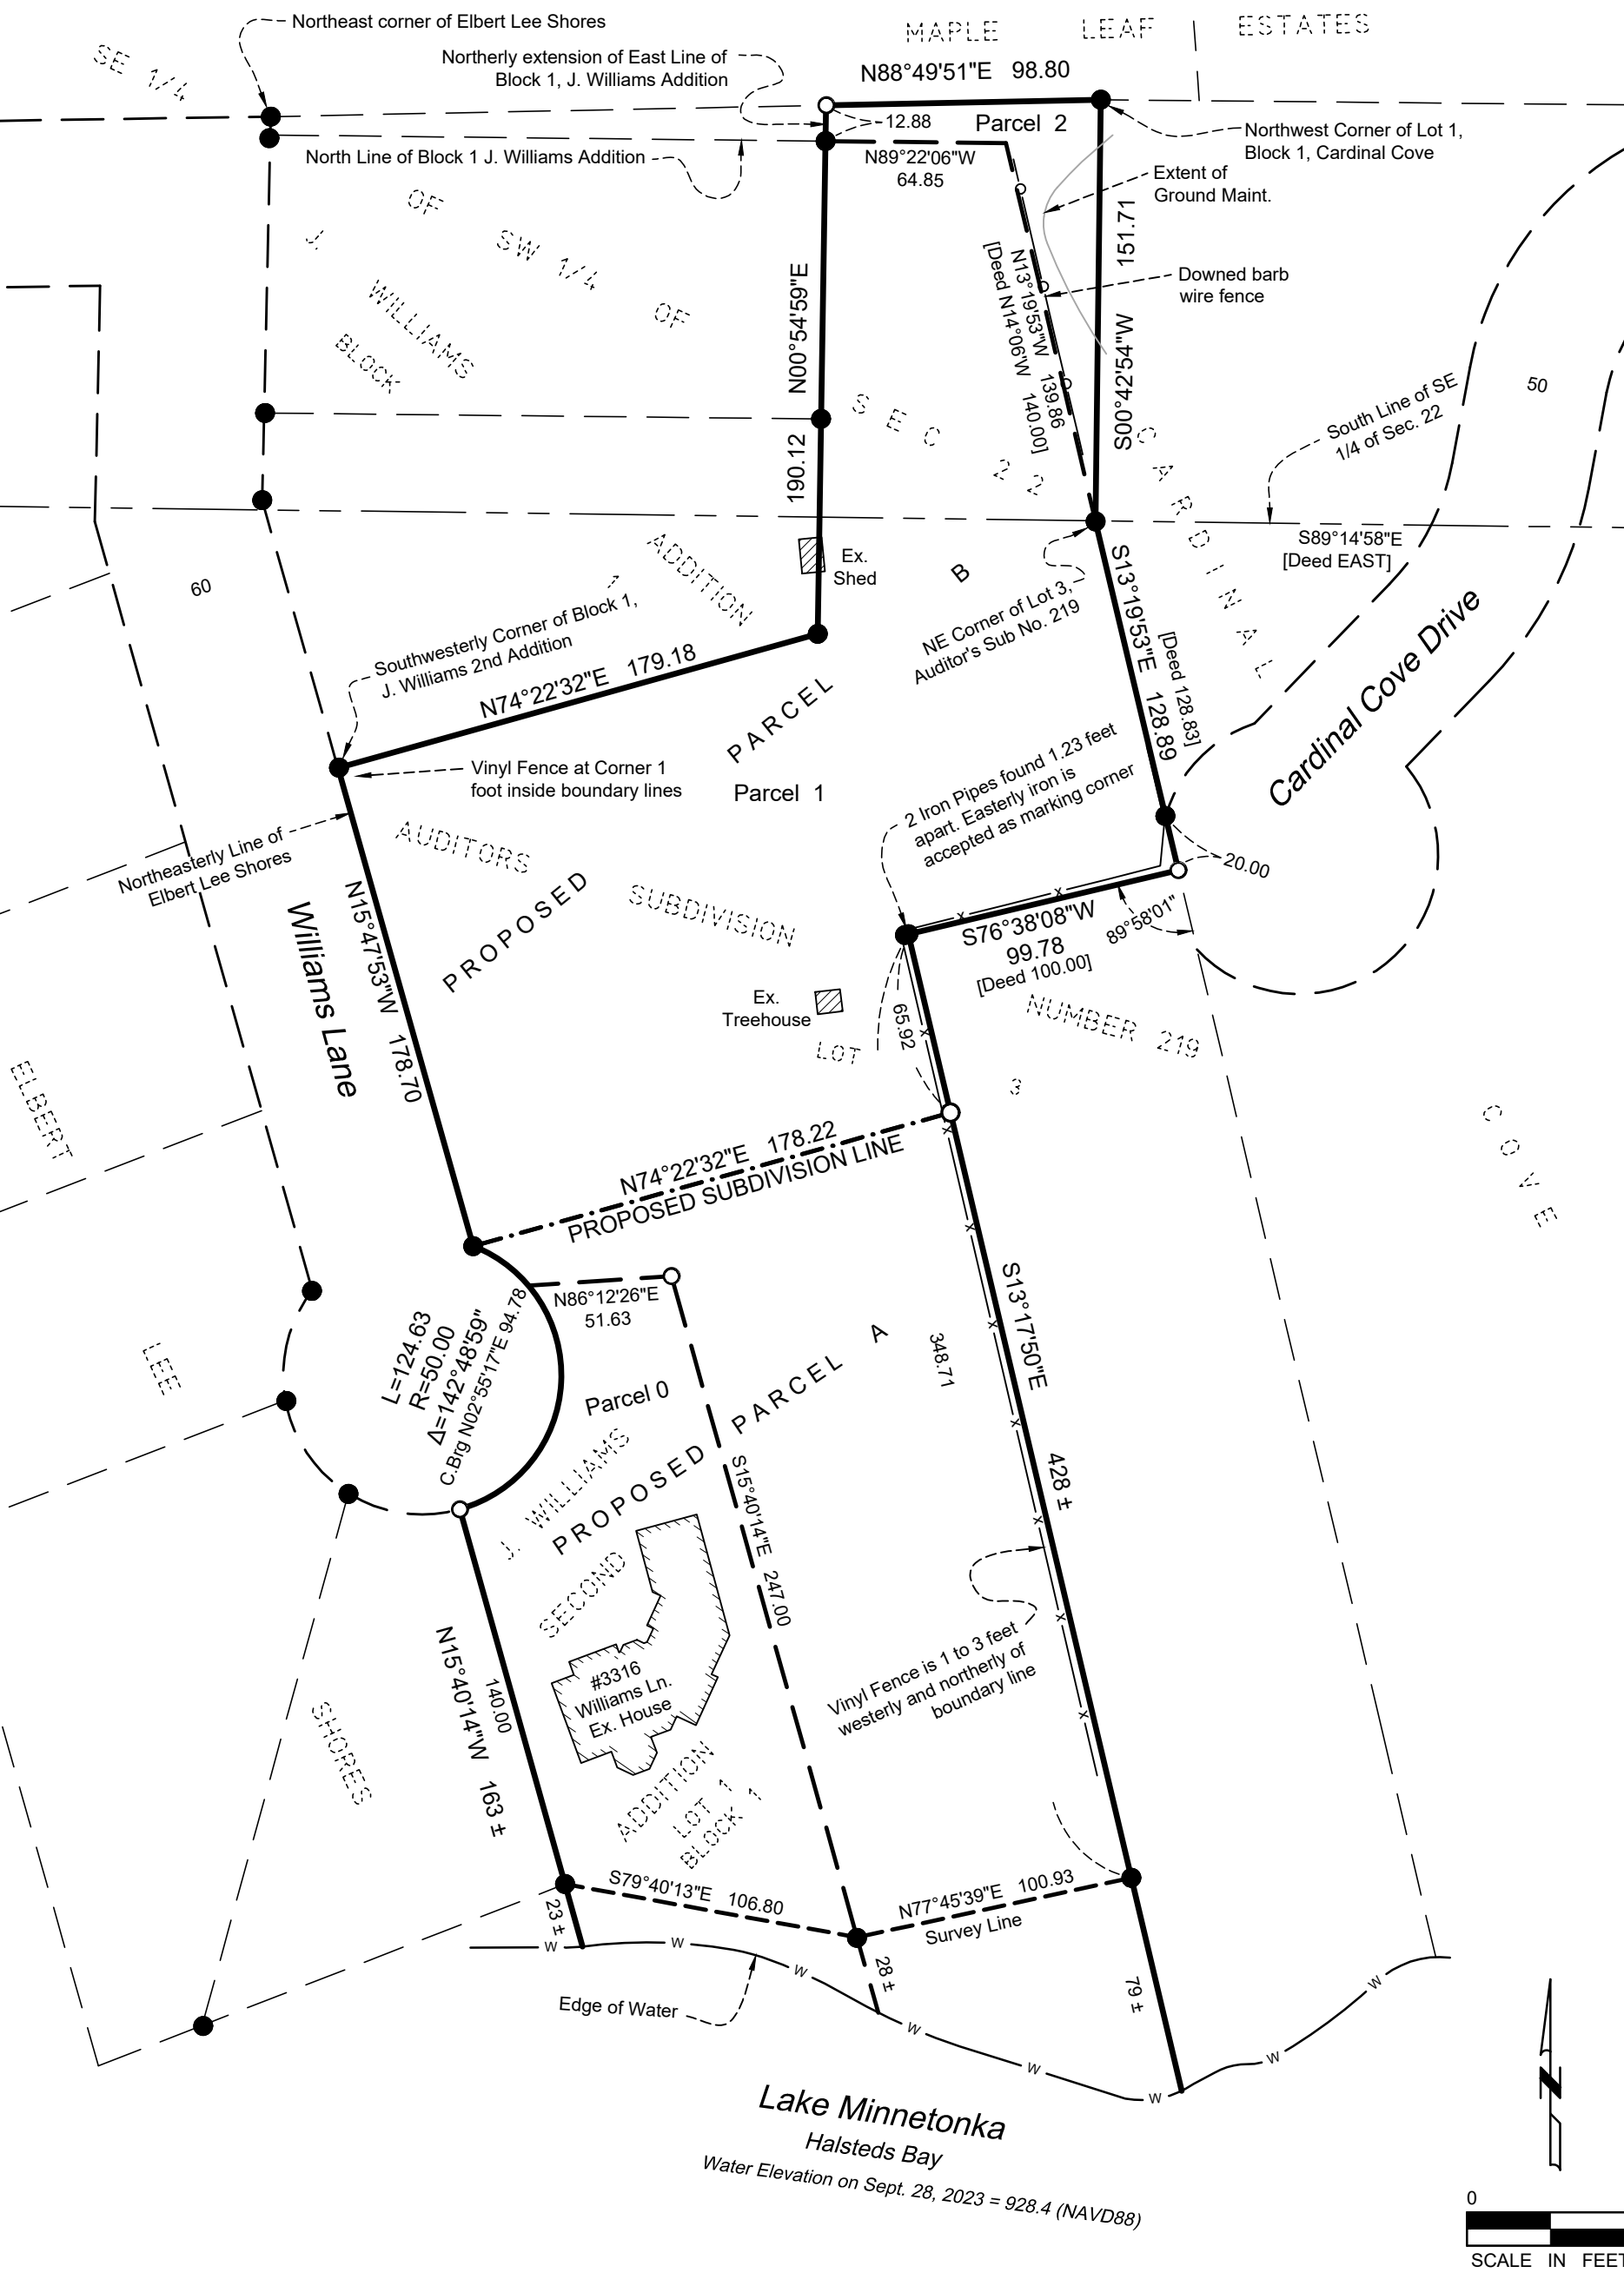 Northeast corner of Elbert Lee Shores
MAPLE LEAF ESTATES
SE 1/4
Northerly extension of East Line of
Block 1, J. Williams Addition
N88°49'51"E 98.80
12.88
Parcel 2
Northwest Corner of Lot 1,
Block 1, Cardinal Cove
North Line of Block 1 J. Williams Addition
N89°22'06"W
64.85
Extent of
Ground Maint.
OF
SW 1/4
OF
SEC 22
J.
WILLIAMS
BLOCK
1
ADDITION
N00°54'59"E
190.12
N13°19'53"W 139.86
[Deed N14°06'W 140.00]
151.71
S00°42'54"W
Downed barb
wire fence
South Line of SE
1/4 of Sec. 22
50
S89°14'58"E
[Deed EAST]
CARDINAL
COVE
60
Ex.
Shed
B
NE Corner of Lot 3,
Auditor's Sub No. 219
S13°19'53"E 128.89
[Deed 128.83]
Cardinal Cove Drive
Southwesterly Corner of Block 1,
J. Williams 2nd Addition
N74°22'32"E 179.18
PARCEL
Parcel 1
Vinyl Fence at Corner 1
foot inside boundary lines
2 Iron Pipes found 1.23 feet
apart. Easterly iron is
accepted as marking corner
Northeasterly Line of
Elbert Lee Shores
AUDITORS
SUBDIVISION
NUMBER 219
PROPOSED
20.00
S76°38'08"W
99.78
[Deed 100.00]
89°58'01"
Williams Lane
N15°47'53"W 178.70
Ex.
Treehouse
65.92
LOT
3
ELBERT
LEE
SHORES
N74°22'32"E 178.22
PROPOSED SUBDIVISION LINE
N86°12'26"E
51.63
L=124.63
R=50.00
Δ=142°48'59"
C.Brg N02°55'17"E 94.78
Parcel 0
PROPOSED PARCEL A
348.71
S13°17'50"E
428 ±
J. WILLIAMS
SECOND
ADDITION
LOT 1
BLOCK 1
S15°40'14"E 247.00
N15°40'14"W 163 ±
140.00
#3316
Williams Ln.
Ex. House
Vinyl Fence is 1 to 3 feet
westerly and northerly of
boundary line
S79°40'13"E 106.80
N77°45'39"E 100.93
Survey Line
23 ±
28 ±
79 ±
x x x x x x x x x x x
W W W W W W W W
Edge of Water
Lake Minnetonka
Halsteds Bay
Water Elevation on Sept. 28, 2023 = 928.4 (NAVD88)
N
0
SCALE IN FEET